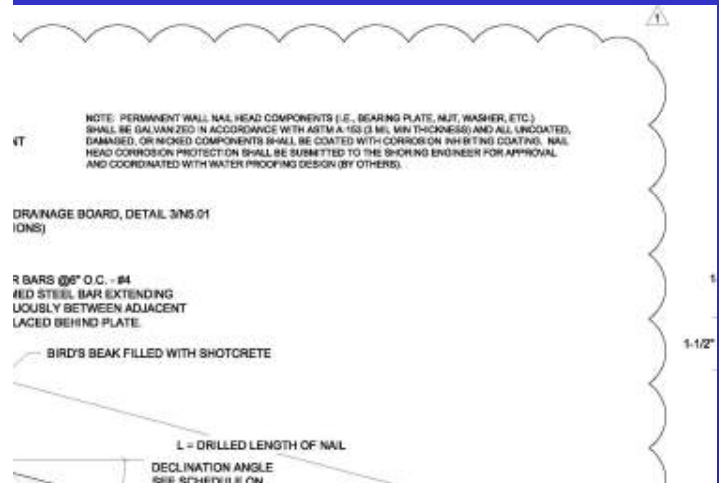 1
NOTE: PERMANENT WALL NAIL HEAD COMPONENTS (I.E., BEARING PLATE, NUT, WASHER, ETC.)
SHALL BE GALVANIZED IN ACCORDANCE WITH ASTM A-153 (3 MIL MIN THICKNESS) AND ALL UNCOATED,
DAMAGED, OR NICKED COMPONENTS SHALL BE COATED WITH CORROSION INHIBITING COATING. NAIL
HEAD CORROSION PROTECTION SHALL BE SUBMITTED TO THE SHORING ENGINEER FOR APPROVAL
AND COORDINATED WITH WATER PROOFING DESIGN (BY OTHERS).
NT
DRAINAGE BOARD, DETAIL 3/N5.01
IONS)
R BARS @6" O.C. - #4
MED STEEL BAR EXTENDING
UOUSLY BETWEEN ADJACENT
LACED BEHIND PLATE.
1-1/2"
BIRD'S BEAK FILLED WITH SHOTCRETE
L = DRILLED LENGTH OF NAIL
DECLINATION ANGLE
SEE SCHEDULE ON